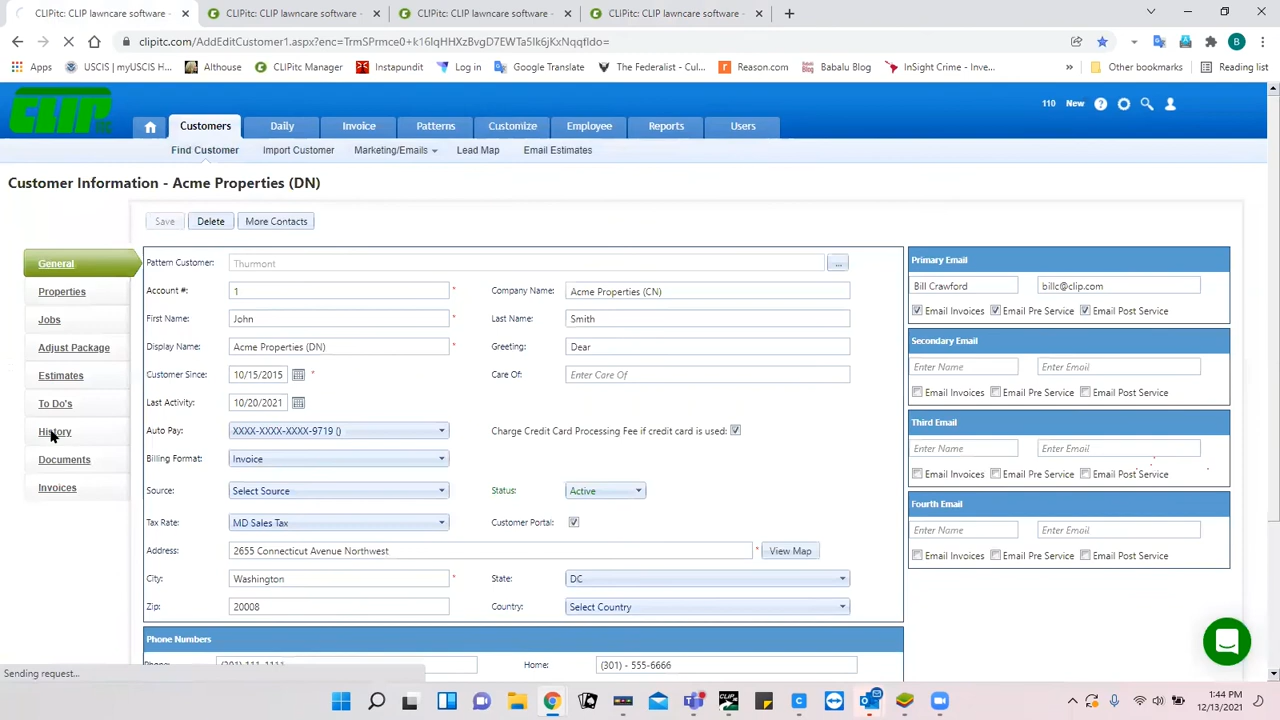 CLIPitc: CLIP lawncare software - CLIPitc: CLIP lawncare software - CLIPitc: CLIP lawncare software - CLIPitc: CLIP lawncare software -
clipitc.com/AddEditCustomer1.aspx?enc=TrmSPrmce0+k16lqHHXzBvgD7EWTa5Ik6jKxNqqfldo=
Apps USCIS | myUSCIS H... Althouse CLIPitc Manager Instapundit Log in Google Translate The Federalist - Cul... Reason.com Babalu Blog InSight Crime - Inve... » Other bookmarks Reading list
CLIP
110 New
Customers Daily Invoice Patterns Customize Employee Reports Users
Find Customer Import Customer Marketing/Emails Lead Map Email Estimates
Customer Information - Acme Properties (DN)
Save Delete More Contacts
General
Properties
Jobs
Adjust Package
Estimates
To Do's
History
Documents
Invoices
Pattern Customer: Thurmont ...
Account #: 1 * Company Name: Acme Properties (CN)
First Name: John * Last Name: Smith
Display Name: Acme Properties (DN) Greeting: Dear
Customer Since: 10/15/2015 * Care Of: Enter Care Of
Last Activity: 10/20/2021
Auto Pay: XXXX-XXXX-XXXX-9719 () Charge Credit Card Processing Fee if credit card is used:
Billing Format: Invoice
Source: Select Source Status: Active
Tax Rate: MD Sales Tax Customer Portal:
Address: 2655 Connecticut Avenue Northwest * View Map
City: Washington * State: DC
Zip: 20008 Country: Select Country
Phone Numbers
Home: (301) - 555-6666
Primary Email
Bill Crawford billc@clip.com
Email Invoices Email Pre Service Email Post Service
Secondary Email
Enter Name Enter Email
Email Invoices Email Pre Service Email Post Service
Third Email
Enter Name Enter Email
Email Invoices Email Pre Service Email Post Service
Fourth Email
Enter Name Enter Email
Email Invoices Email Pre Service Email Post Service
Sending request...
1:44 PM
12/13/2021